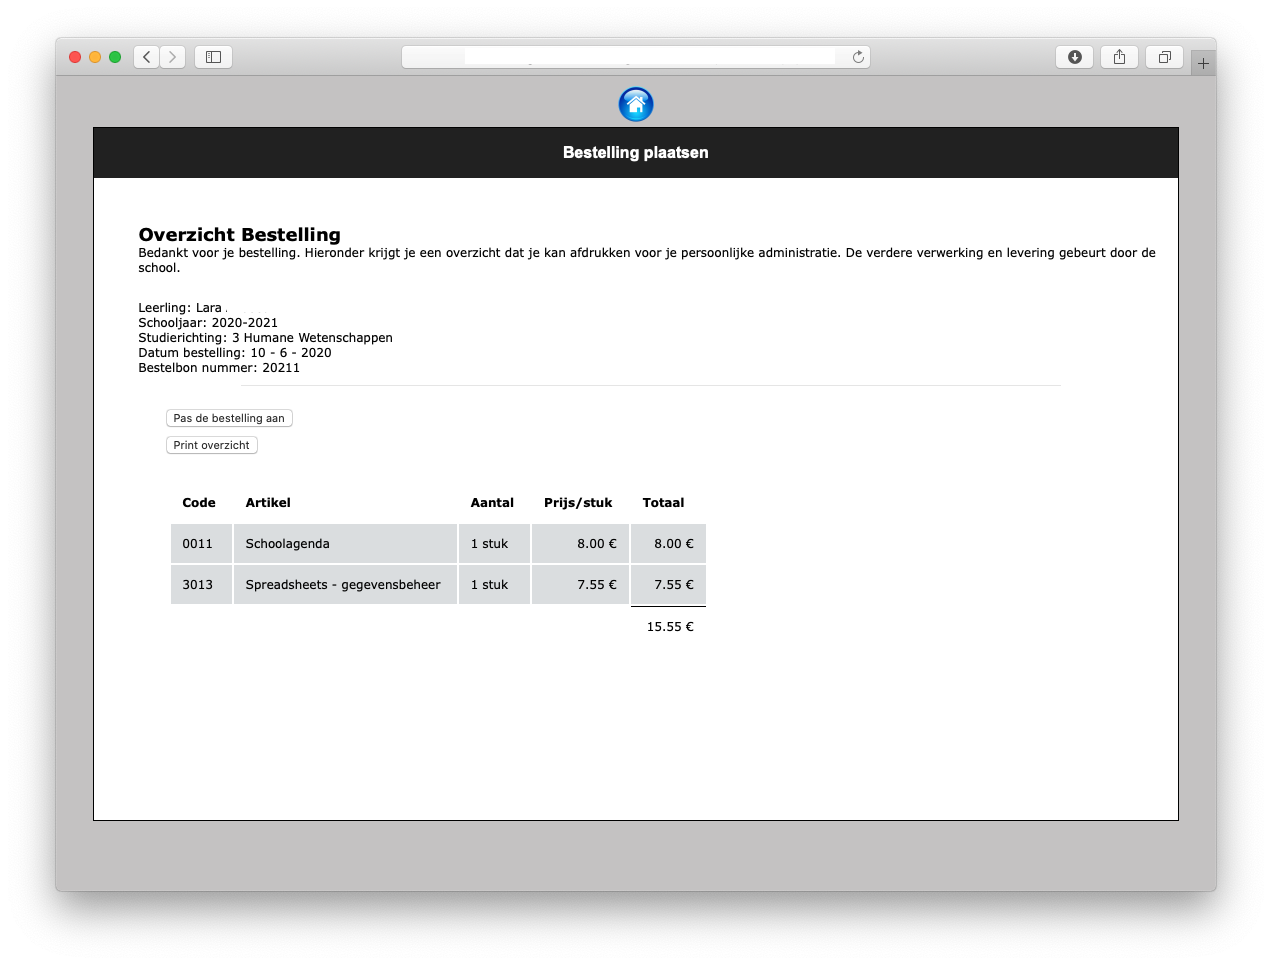 Bestelling plaatsen
Overzicht Bestelling
Bedankt voor je bestelling. Hieronder krijgt je een overzicht dat je kan afdrukken voor je persoonlijke administratie. De verdere verwerking en levering gebeurt door de
school.
Leerling: Lara
Schooljaar: 2020-2021
Studierichting: 3 Humane Wetenschappen
Datum bestelling: 10 - 6 - 2020
Bestelbon nummer: 20211
Pas de bestelling aan
Print overzicht
Code Artikel Aantal Prijs/stuk Totaal
0011 Schoolagenda 1 stuk 8.00 € 8.00 €
3013 Spreadsheets - gegevensbeheer 1 stuk 7.55 € 7.55 €
15.55 €